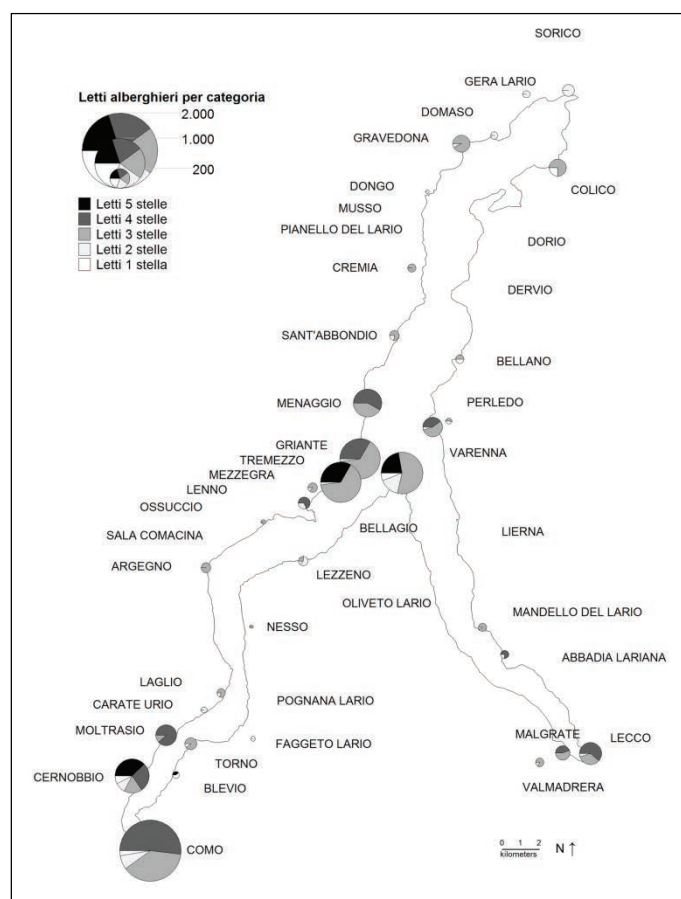 SORICO
GERA LARIO
Letti alberghieri per categoria
2.000
1.000
200
DOMASO
GRAVEDONA
DONGO
COLICO
Letti 5 stelle
Letti 4 stelle
Letti 3 stelle
Letti 2 stelle
Letti 1 stella
MUSSO
PIANELLO DEL LARIO
DORIO
CREMIA
DERVIO
SANT'ABBONDIO
BELLANO
MENAGGIO
PERLEDO
GRIANTE
TREMEZZO
VARENNA
MEZZEGRA
LENNO
OSSUCCIO
BELLAGIO
LIERNA
SALA COMACINA
ARGEGNO
LEZZENO
OLIVETO LARIO
MANDELLO DEL LARIO
NESSO
ABBADIA LARIANA
LAGLIO
POGNANA LARIO
CARATE URIO
MOLTRASIO
MALGRATE
LECCO
FAGGETO LARIO
TORNO
CERNOBBIO
BLEVIO
VALMADRERA
COMO
0 1 2
kilometers
N ↑